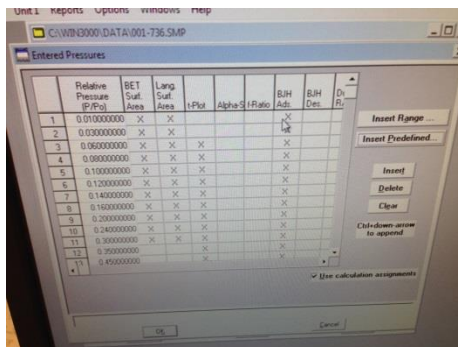 Unit 1 Reports Options Windows Help
C:\WIN3000\DATA\001-736.SMP
Entered Pressures
Relative Pressure (P/Po) BET Surf. Area Lang. Surf. Area t-Plot Alpha-S f-Ratio BJH Ads. BJH Des.
1 0.010000000 X X X
2 0.030000000 X X X
3 0.060000000 X X X X
4 0.080000000 X X X X
5 0.100000000 X X X X
6 0.120000000 X X X X
7 0.140000000 X X X X
8 0.160000000 X X X X
9 0.200000000 X X X X
10 0.240000000 X X X X
11 0.300000000 X X X X
12 0.350000000 X X
13 0.450000000 X X
Insert Range ...
Insert Predefined...
Insert
Delete
Clear
Ctrl+down-arrow
to append
Use calculation assignments
OK Cancel